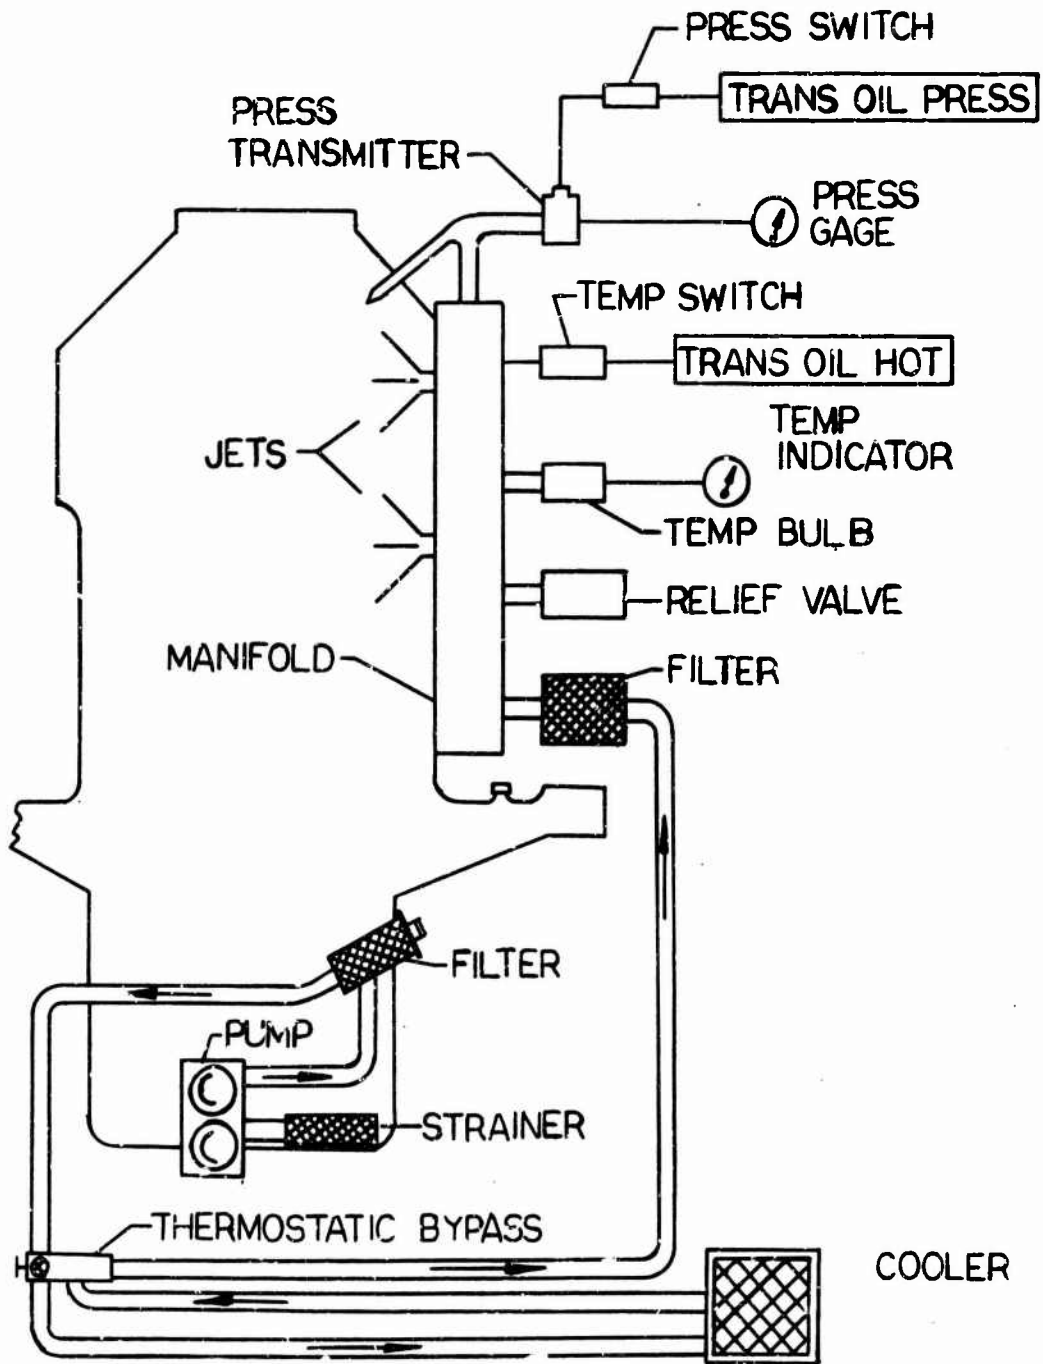 PRESS SWITCH
TRANS OIL PRESS
PRESS
TRANSMITTER
PRESS
GAGE
TEMP SWITCH
TRANS OIL HOT
TEMP
INDICATOR
JETS
TEMP BULB
RELIEF VALVE
MANIFOLD
FILTER
FILTER
PUMP
STRAINER
THERMOSTATIC BYPASS
COOLER